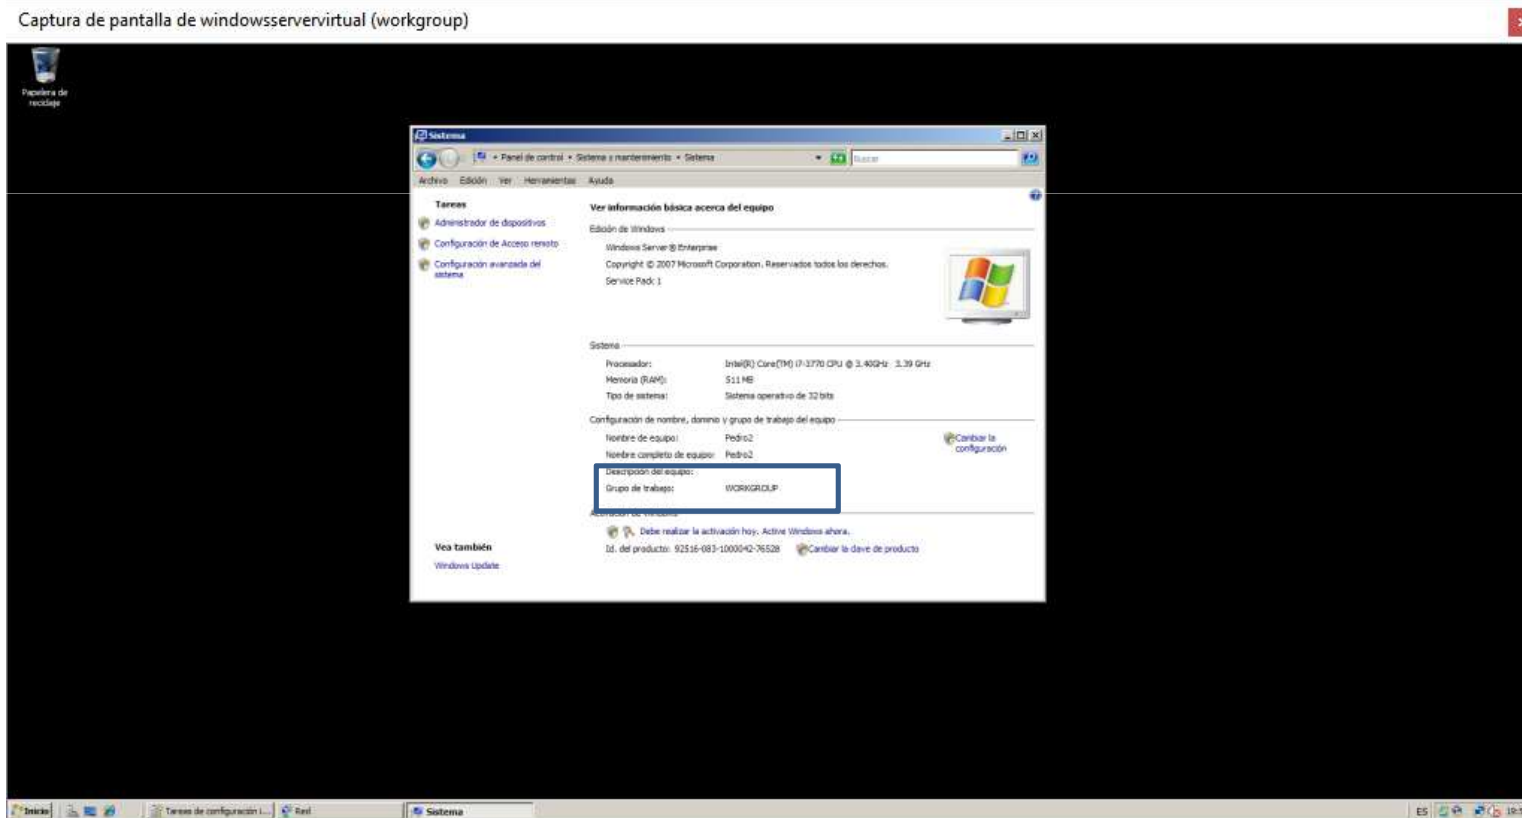 Captura de pantalla de windowsservervirtual (workgroup)
Papelera de
reciclaje
Sistema
Panel de control • Sistema y mantenimiento • Sistema
Buscar
Archivo Edición Ver Herramientas Ayuda
Tareas
Administrador de dispositivos
Configuración de Acceso remoto
Configuración avanzada del
sistema
Vea también
Windows Update
Ver información básica acerca del equipo
Edición de Windows
Windows Server® Enterprise
Copyright © 2007 Microsoft Corporation. Reservados todos los derechos.
Service Pack 1
Sistema
Procesador: Intel(R) Core(TM) i7-3770 CPU @ 3.40GHz 3.39 GHz
Memoria (RAM): 511 MB
Tipo de sistema: Sistema operativo de 32 bits
Configuración de nombre, dominio y grupo de trabajo del equipo
Nombre de equipo: Pedro2
Cambiar la
configuración
Nombre completo de equipo: Pedro2
Descripción del equipo:
Grupo de trabajo: WORKGROUP
Activación de Windows
Debe realizar la activación hoy. Active Windows ahora.
Id. del producto: 92516-083-1000042-76528 Cambiar la clave de producto
Inicio
Tareas de configuración i...
Red
Sistema
ES